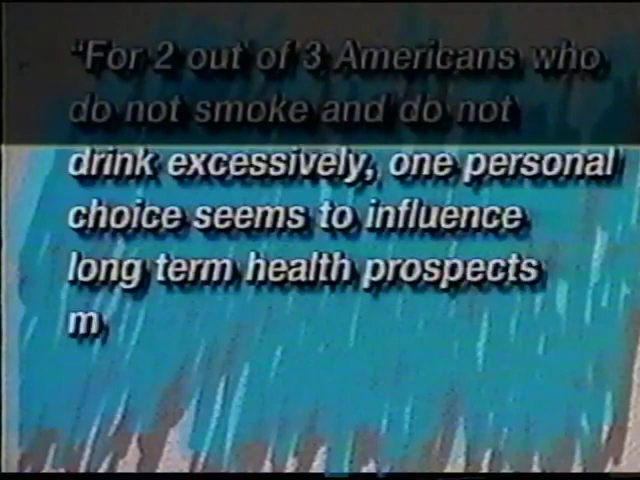 "For 2 out of 3 Americans who
do not smoke and do not
drink excessively, one personal
choice seems to influence
long term health prospects
m